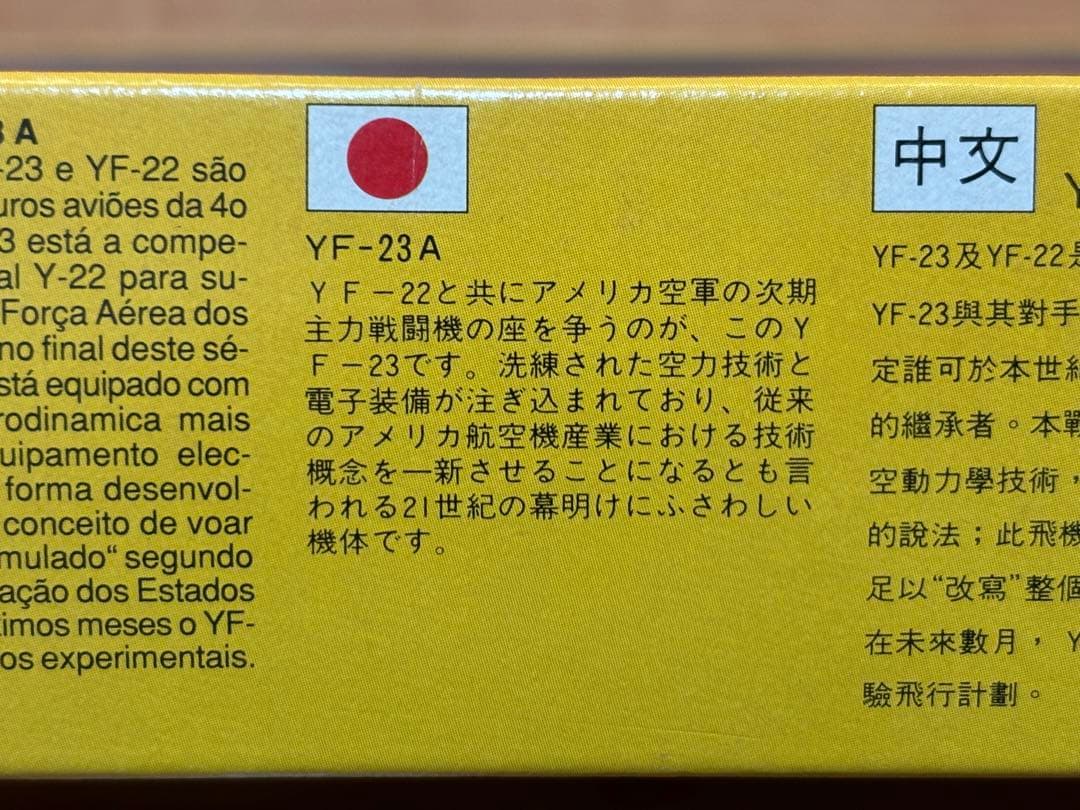 3 A
-23 e YF-22 são
uros aviões da 4o
3 está a compe-
al Y-22 para su-
Força Aérea dos
no final deste sé-
stá equipado com
rodinamica mais
uipamento elec-
forma desenvol-
conceito de voar
mulado“ segundo
ação dos Estados
ximos meses o YF-
os experimentais.
YF-23A
ＹＦ－22と共にアメリカ空軍の次期
主力戦闘機の座を争うのが、このＹ
Ｆ－23です。洗練された空力技術と
電子装備が注ぎ込まれており、従来
のアメリカ航空機産業における技術
概念を一新させることになるとも言
われる21世紀の幕明けにふさわしい
機体です。
中文
Y
YF-23及YF-22是
YF-23與其對手
定誰可於本世紀
的繼承者。本戰
空動力學技術，
的說法；此飛機
足以“改寫”整個
在未來數月， Y
驗飛行計劃。